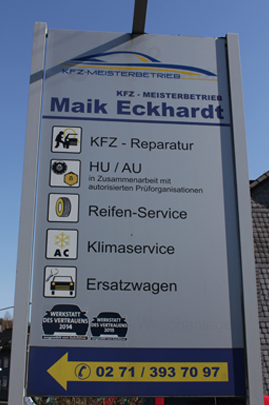 KFZ-MEISTERBETRIEB
KFZ - MEISTERBETRIEB
Maik Eckhardt
KFZ - Reparatur
HU / AU
in Zusammenarbeit mit
autorisierten Prüforganisationen
Reifen-Service
A C
Klimaservice
Ersatzwagen
WERKSTATT
DES VERTRAUENS
2014
WERKSTATT
DES VERTRAUENS
2015
02 71 / 393 70 97